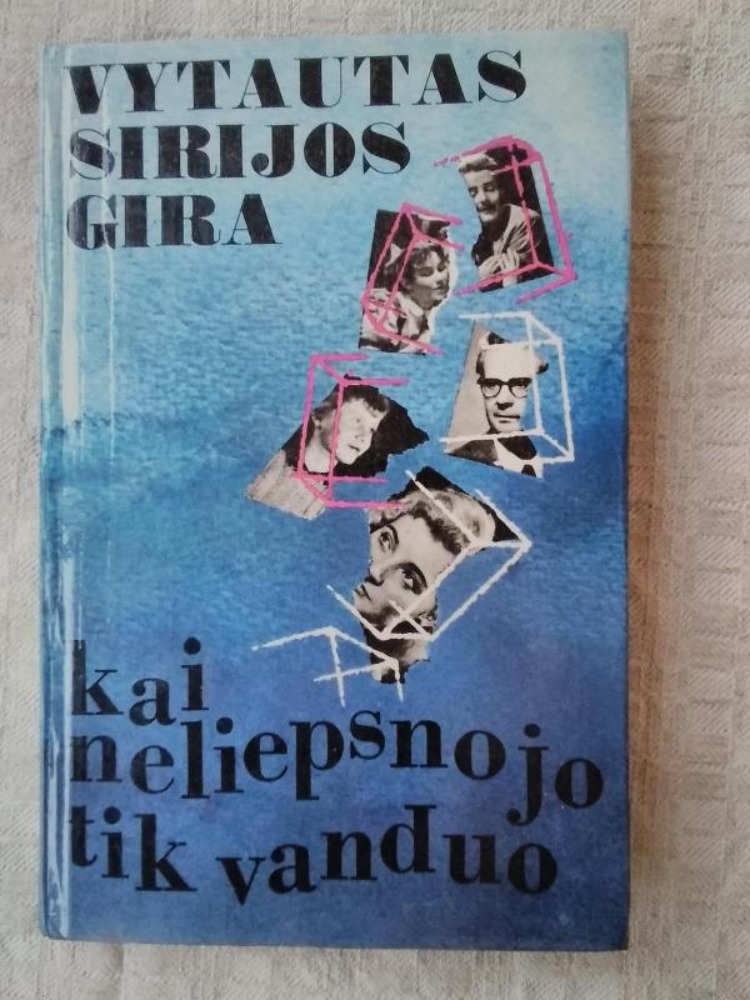 VYTAUTAS
SIRIJOS
GIRA
kai
neliepsnojo
tik vanduo